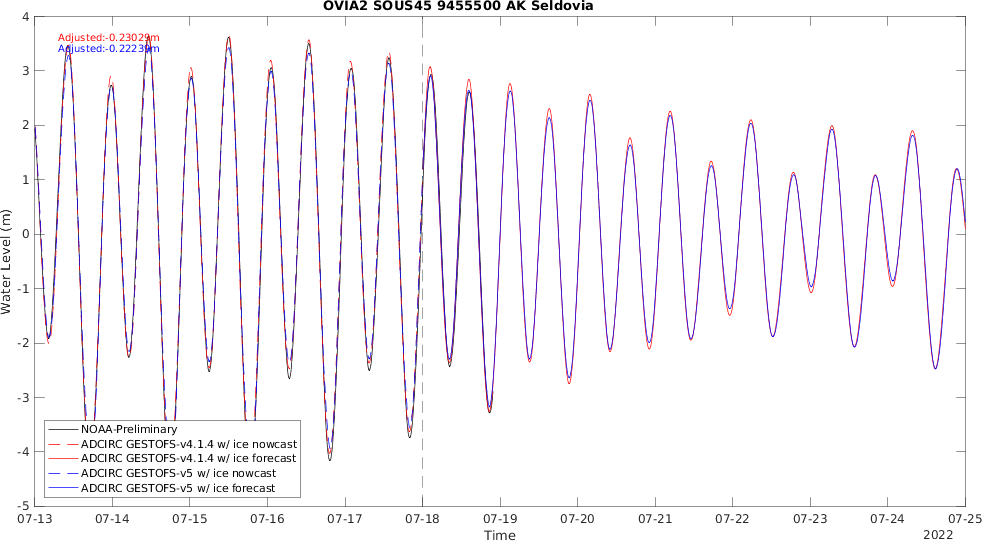 OVIA2 SOUS45 9455500 AK Seldovia
Adjusted:-0.23029m
Adjusted:-0.22239m
4
3
2
1
0
-1
-2
-3
-4
-5
Water Level (m)
NOAA-Preliminary
ADCIRC GESTOFS-v4.1.4 w/ ice nowcast
ADCIRC GESTOFS-v4.1.4 w/ ice forecast
ADCIRC GESTOFS-v5 w/ ice nowcast
ADCIRC GESTOFS-v5 w/ ice forecast
07-13 07-14 07-15 07-16 07-17 07-18 07-19 07-20 07-21 07-22 07-23 07-24 07-25
Time
2022